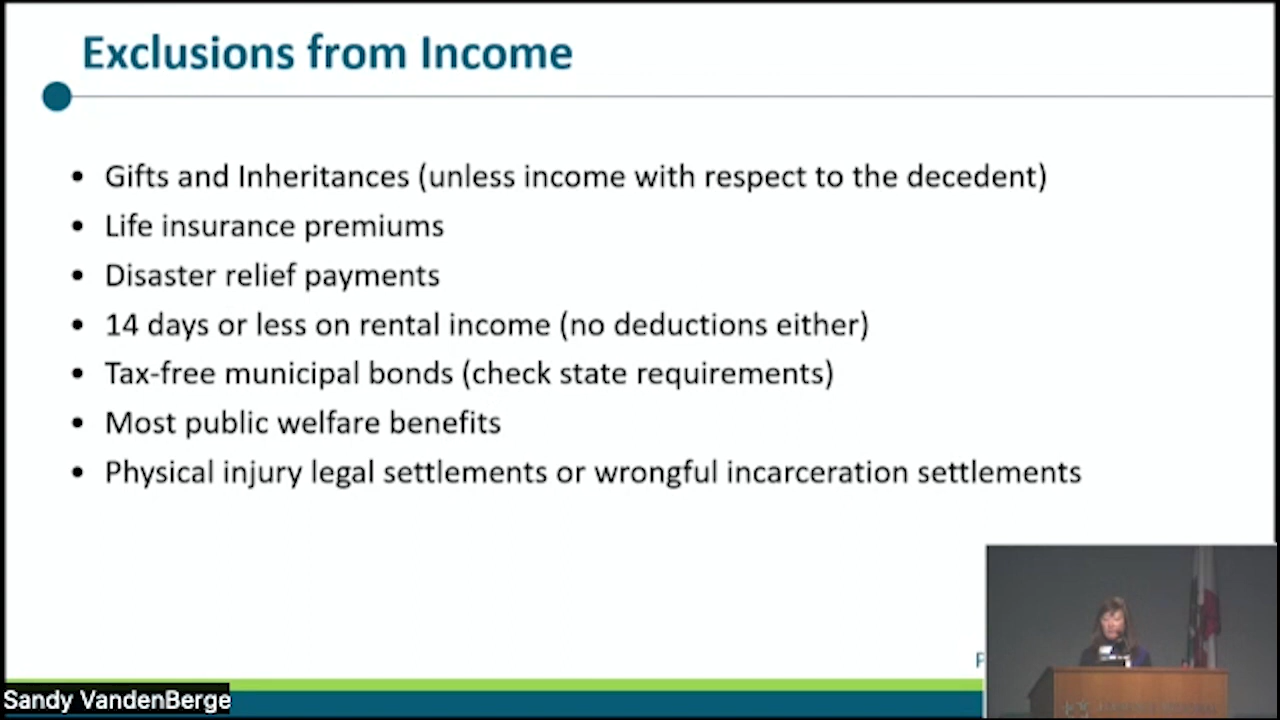 Exclusions from Income
• Gifts and Inheritances (unless income with respect to the decedent)
• Life insurance premiums
• Disaster relief payments
• 14 days or less on rental income (no deductions either)
• Tax-free municipal bonds (check state requirements)
• Most public welfare benefits
• Physical injury legal settlements or wrongful incarceration settlements
Sandy VandenBerge